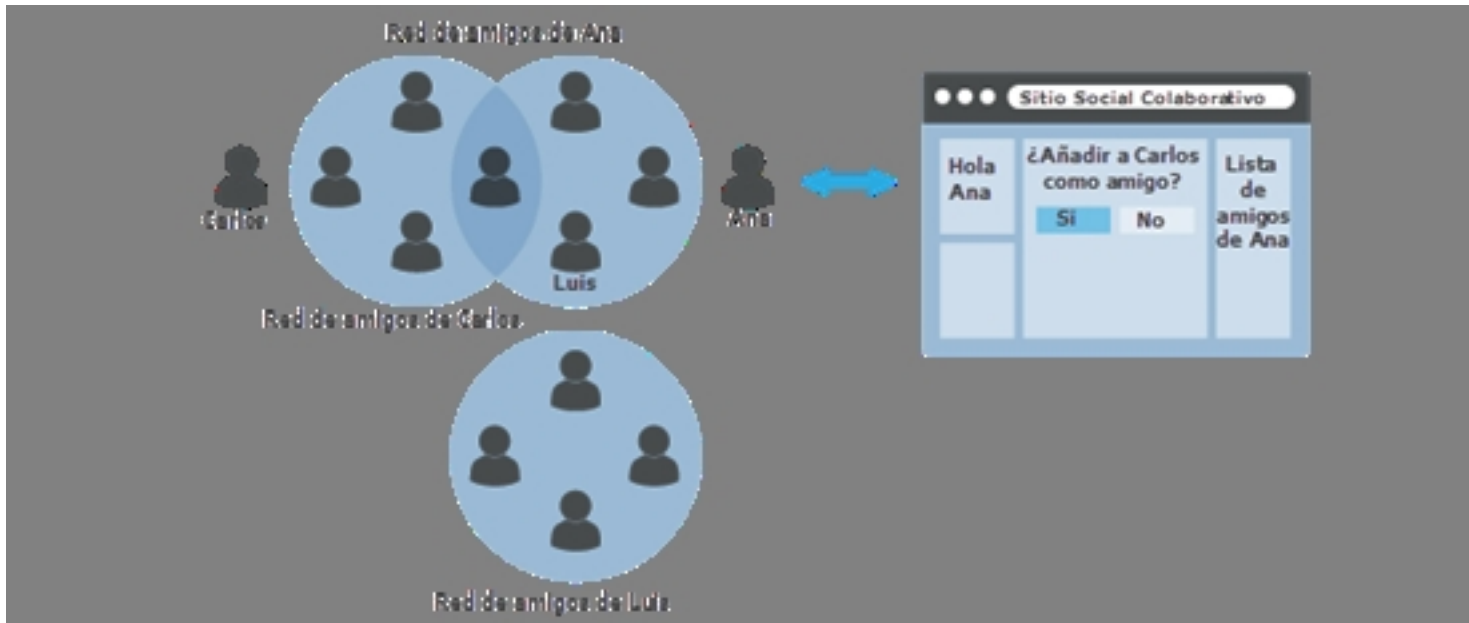 Red de amigos de Ana
Carlos
Luis
Red de amigos de Carlos
Ana
Red de amigos de Luis
Sitio Social Colaborativo
Hola
Ana
¿Añadir a Carlos
como amigo?
Si
No
Lista
de
amigos
de Ana